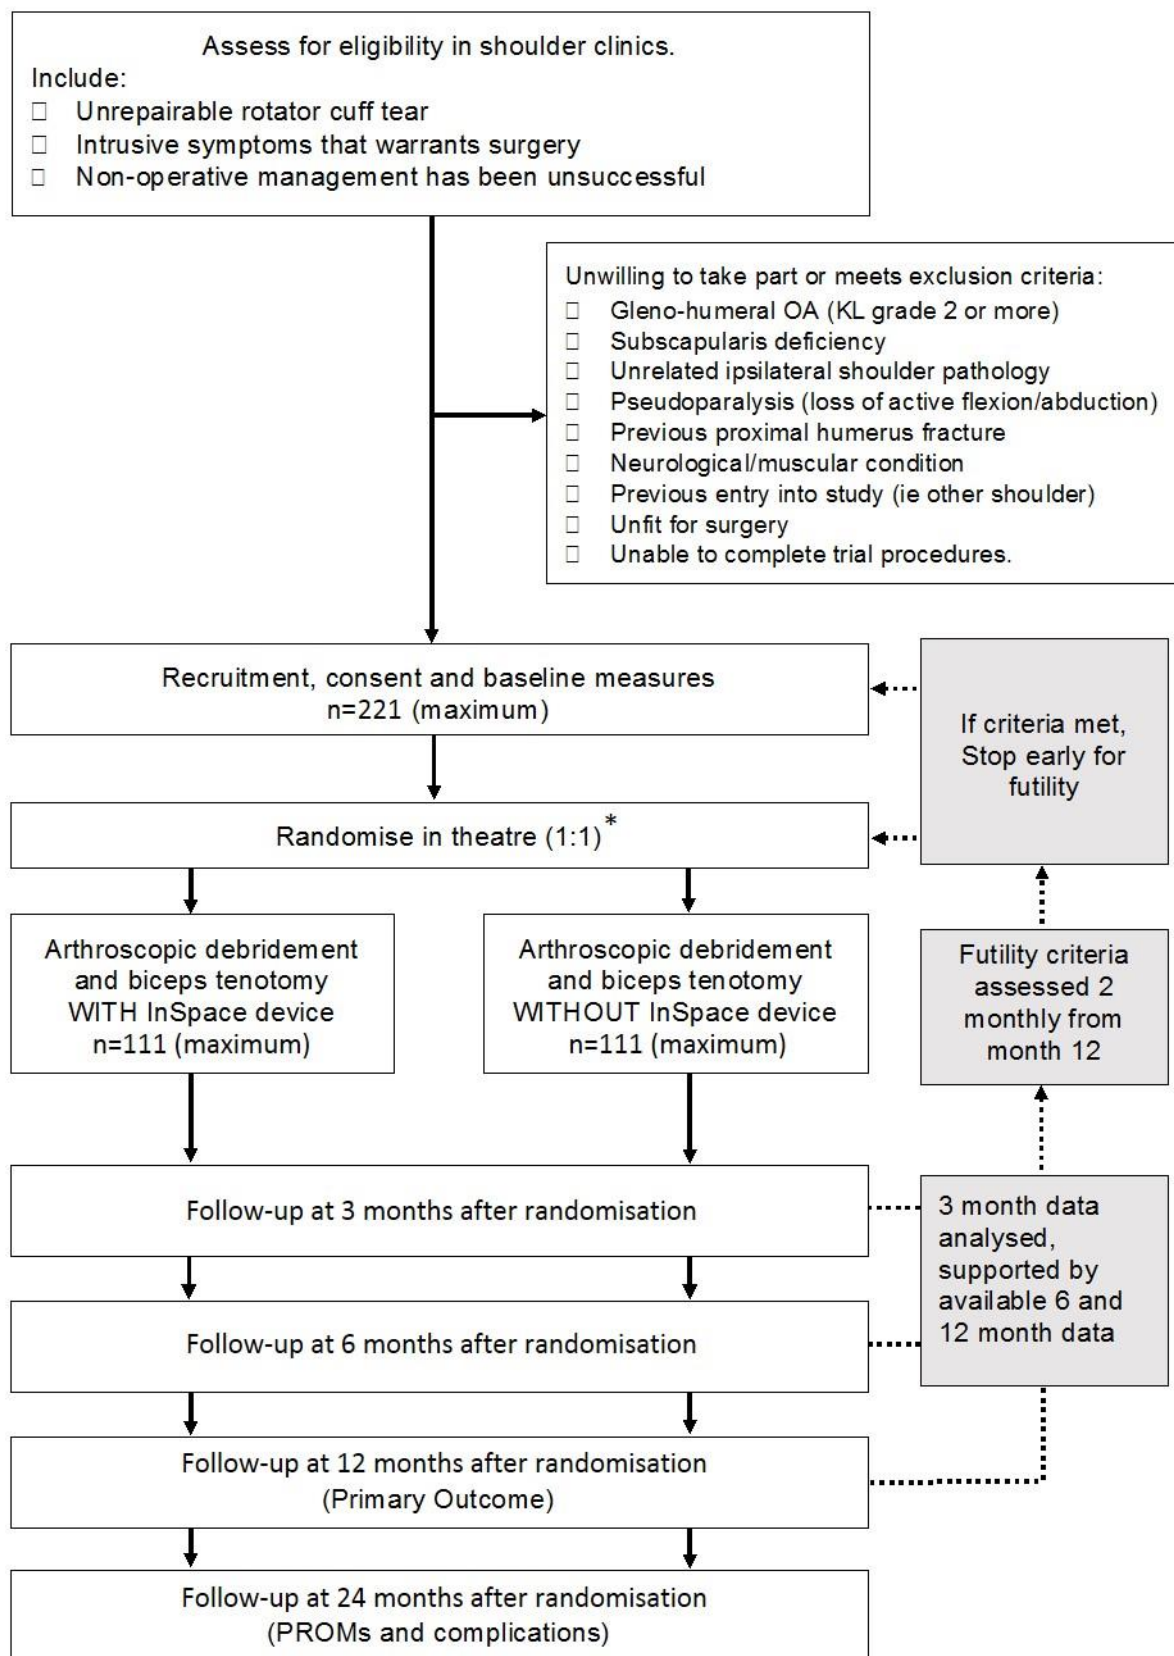 Assess for eligibility in shoulder clinics.
Include:
□ Unrepairable rotator cuff tear
□ Intrusive symptoms that warrants surgery
□ Non-operative management has been unsuccessful
Unwilling to take part or meets exclusion criteria:
□ Gleno-humeral OA (KL grade 2 or more)
□ Subscapularis deficiency
□ Unrelated ipsilateral shoulder pathology
□ Pseudoparalysis (loss of active flexion/abduction)
□ Previous proximal humerus fracture
□ Neurological/muscular condition
□ Previous entry into study (ie other shoulder)
□ Unfit for surgery
□ Unable to complete trial procedures.
Recruitment, consent and baseline measures
n=221 (maximum)
If criteria met,
Stop early for
futility
Randomise in theatre (1:1)*
Arthroscopic debridement
and biceps tenotomy
WITH InSpace device
n=111 (maximum)
Arthroscopic debridement
and biceps tenotomy
WITHOUT InSpace device
n=111 (maximum)
Futility criteria
assessed 2
monthly from
month 12
Follow-up at 3 months after randomisation
3 month data
analysed,
supported by
available 6 and
12 month data
Follow-up at 6 months after randomisation
Follow-up at 12 months after randomisation
(Primary Outcome)
Follow-up at 24 months after randomisation
(PROMs and complications)